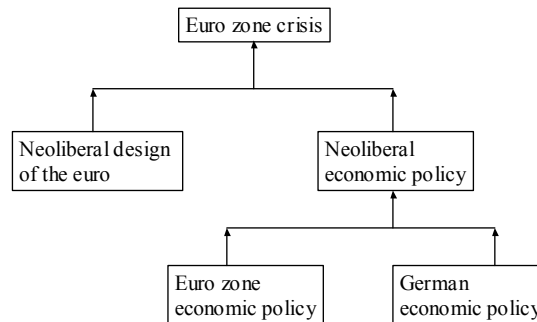 Euro zone crisis
Neoliberal design
of the euro
Neoliberal
economic policy
Euro zone
economic policy
German
economic policy